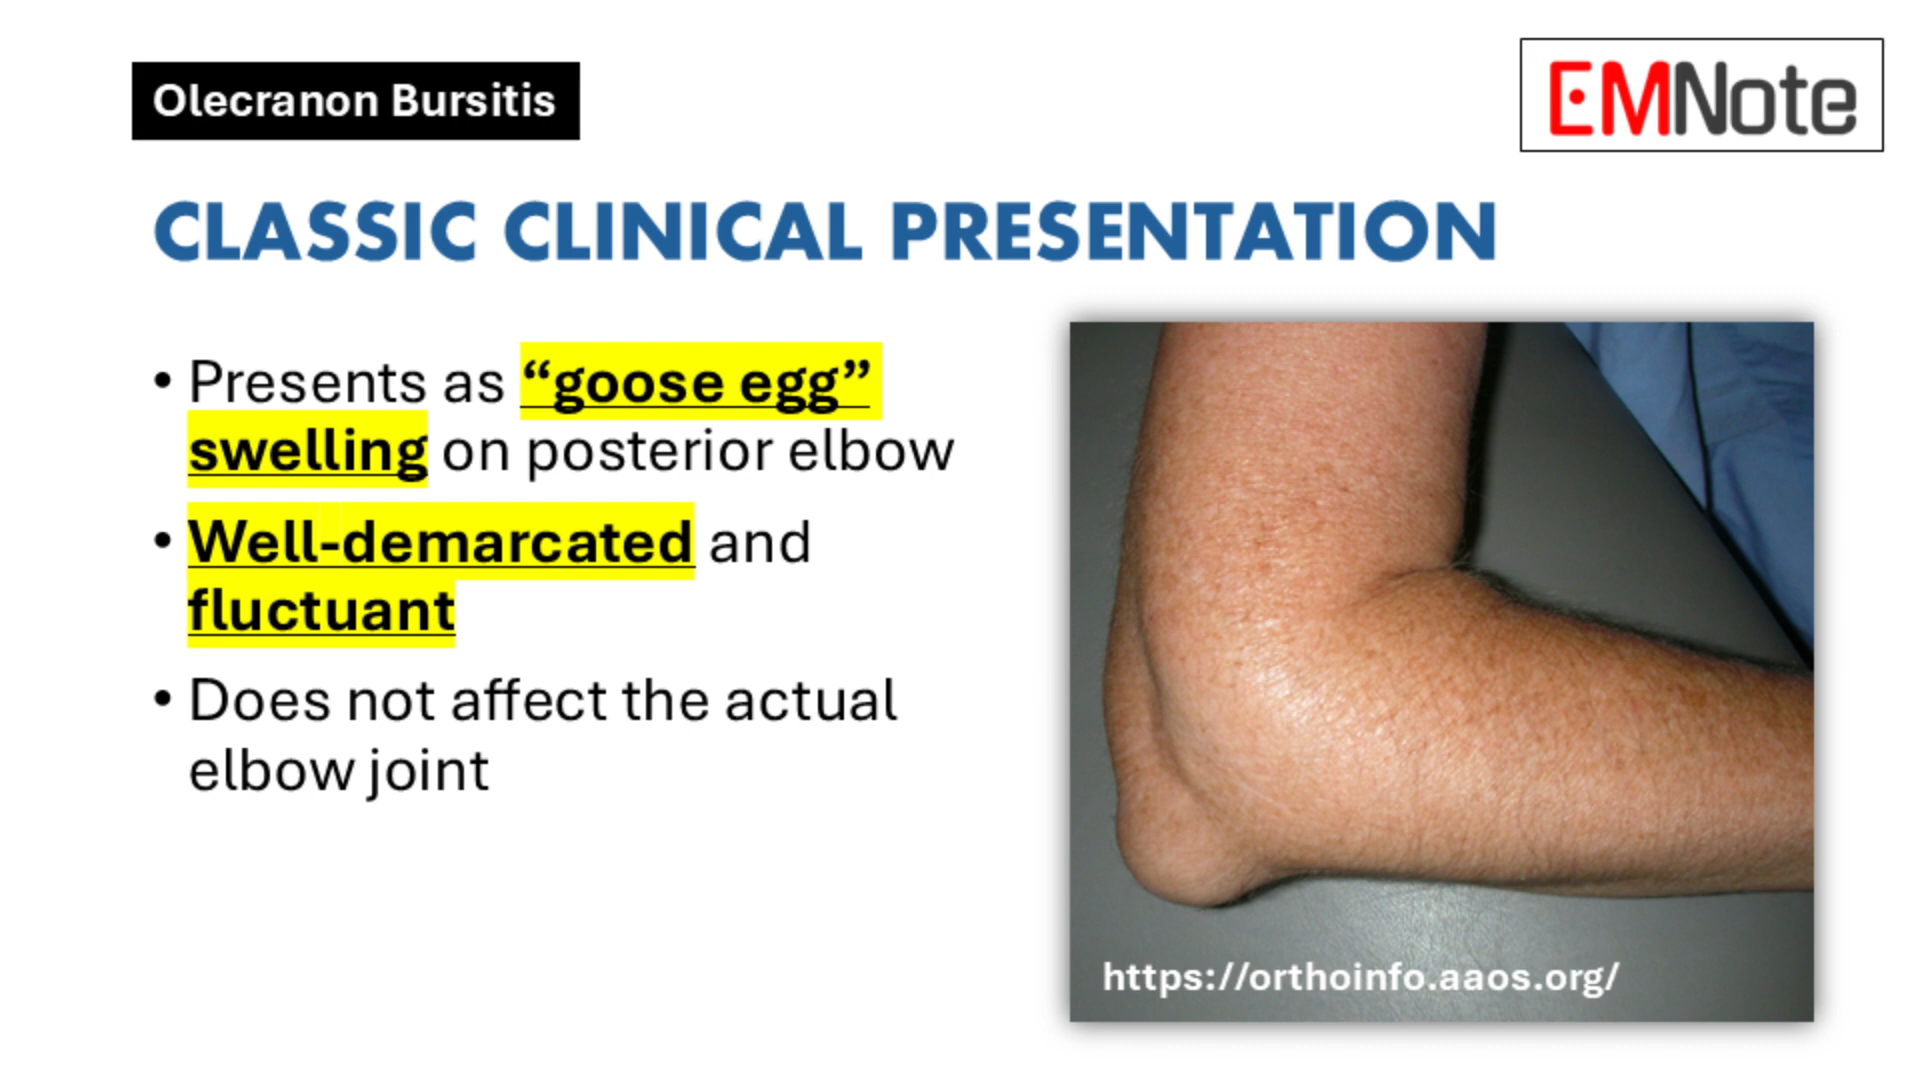 Olecranon Bursitis
EMNote
CLASSIC CLINICAL PRESENTATION
• Presents as “goose egg”
swelling on posterior elbow
• Well-demarcated and
fluctuant
• Does not affect the actual
elbow joint
https://orthoinfo.aaos.org/